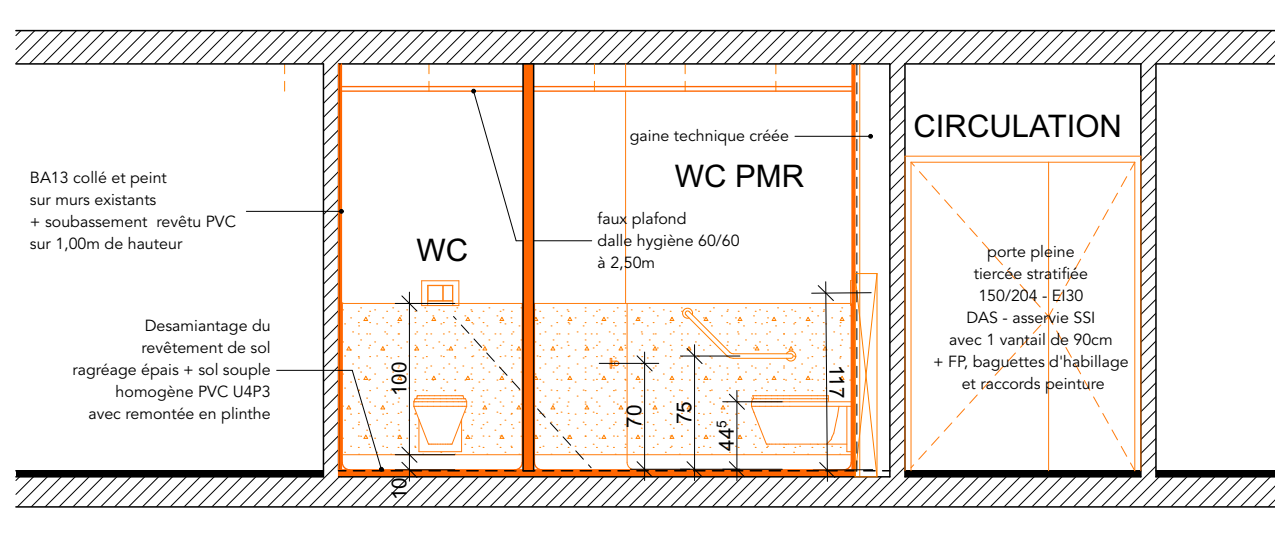 CIRCULATION
gaine technique créée
WC PMR
BA13 collé et peint
sur murs existants
+ soubassement revêtu PVC
sur 1,00m de hauteur
faux plafond
dalle hygiène 60/60
à 2,50m
WC
porte pleine
tiercée stratifiée
150/204 - EI30
DAS - asservie SSI
avec 1 vantail de 90cm
+ FP, baguettes d'habillage
et raccords peinture
Desamiantage du
revêtement de sol
ragréage épais + sol souple
homogène PVC U4P3
avec remontée en plinthe
100
10
70
75
44⁵
117